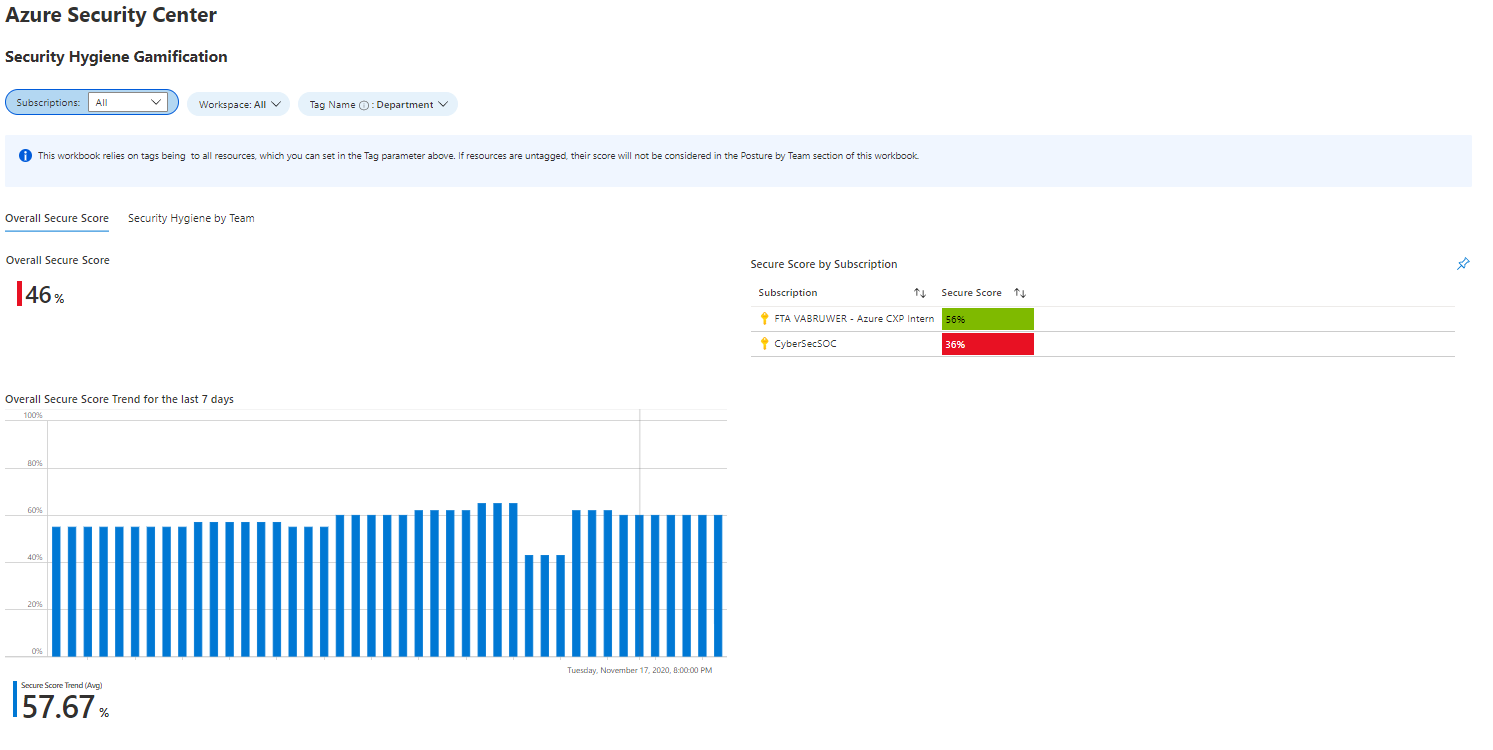 Azure Security Center
Security Hygiene Gamification
Subscriptions: All
Workspace: All
Tag Name : Department
This workbook relies on tags being to all resources, which you can set in the Tag parameter above. If resources are untagged, their score will not be considered in the Posture by Team section of this workbook.
Overall Secure Score
Security Hygiene by Team
Overall Secure Score
46 %
Secure Score by Subscription
Subscription
Secure Score
FTA VABRUWER - Azure CXP Intern
56%
CyberSecSOC
36%
Overall Secure Score Trend for the last 7 days
100%
80%
60%
40%
20%
0%
Tuesday, November 17, 2020, 8:00:00 PM
Secure Score Trend (Avg)
57.67 %